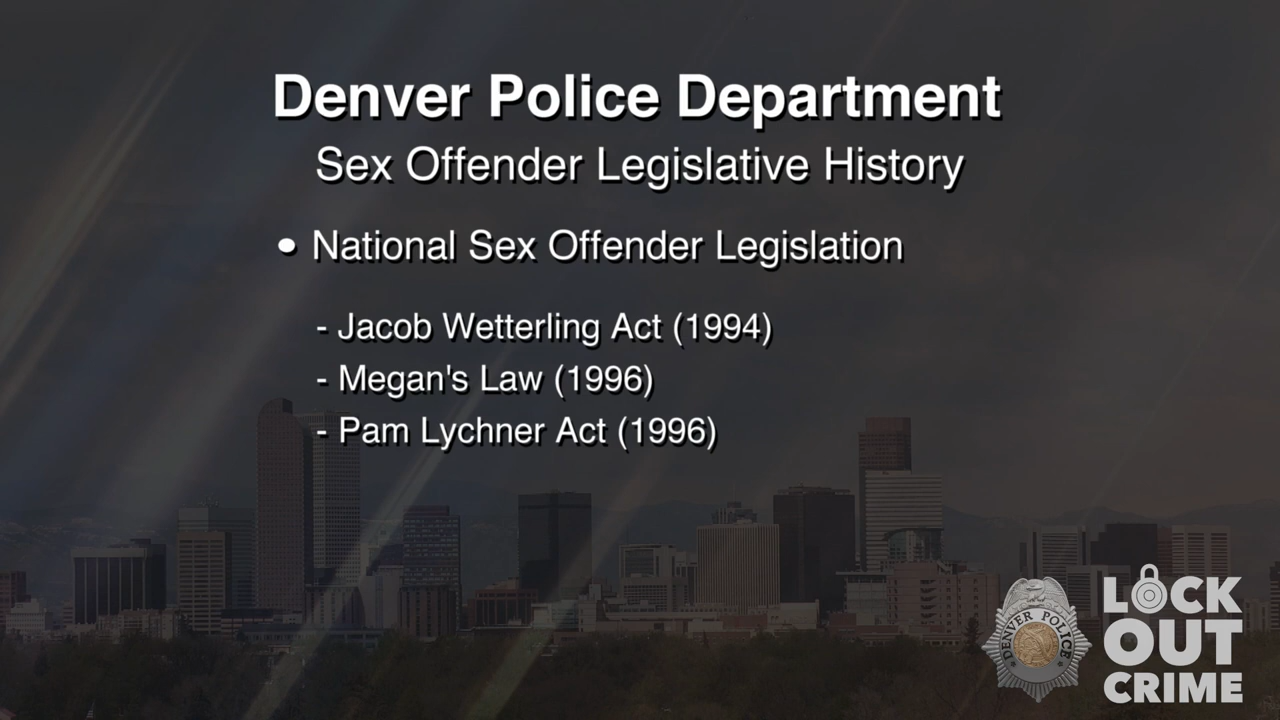 Denver Police Department
Sex Offender Legislative History
• National Sex Offender Legislation
- Jacob Wetterling Act (1994)
- Megan's Law (1996)
- Pam Lychner Act (1996)
DENVER POLICE
LOCK
OUT
CRIME